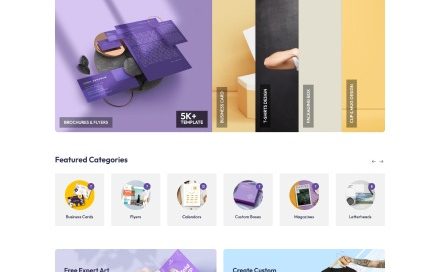 BROCHURES & FLYERS
5K+
TEMPLATE
BUSINESS CARD
T-SHIRTS DESIGN
PACKAGING BOX
CUP & MUG DESIGN
Featured Categories
Business Cards
Flyers
Calendars
Custom Boxes
Magazines
Letterheads
Free Expert Art
Create Custom